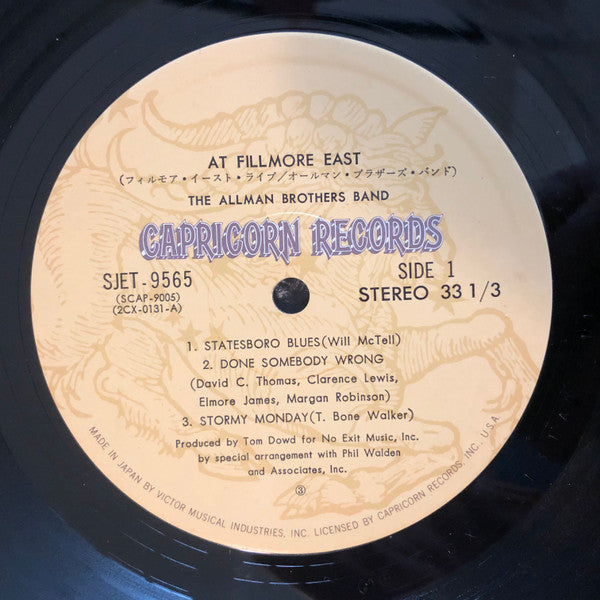 AT FILLMORE EAST
(フィルモア・イースト・ライブ/オールマン・ブラザーズ・バンド)
THE ALLMAN BROTHERS BAND
CAPRICORN RECORDS
SJET-9565
(SCAP-9005)
(2CX-0131-A)
SIDE 1
STEREO 33 1/3
1. STATESBORO BLUES(Will McTell)
2. DONE SOMEBODY WRONG
(David C. Thomas, Clarence Lewis,
Elmore James, Margan Robinson)
3. STORMY MONDAY(T. Bone Walker)
Produced by Tom Dowd for No Exit Music, Inc.
by special arrangement with Phil Walden
and Associates, Inc.
③
MADE IN JAPAN BY VICTOR MUSICAL INDUSTRIES, INC. LICENSED BY CAPRICORN RECORDS, INC., U.S.A.